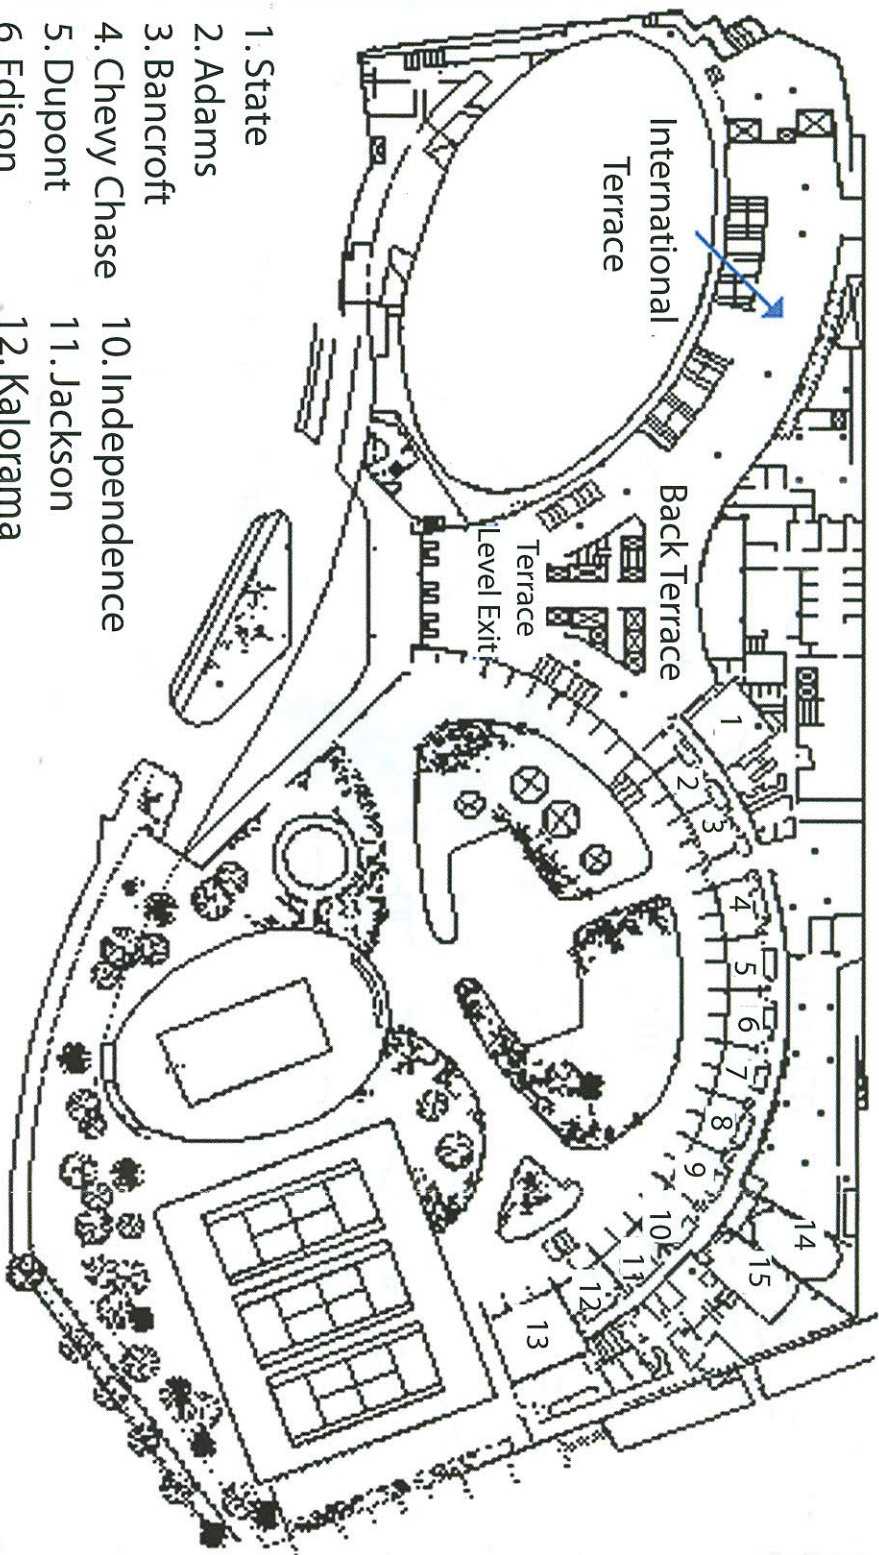 International
Terrace
Back Terrace
Terrace
Level Exit
1
2
3
4
5
6
7
8
9
10
11
12
13
14
15
1. State
2. Adams
3. Bancroft
4. Chevy Chase
5. Dupont
6. Edison
10. Independence
11. Jackson
12. Kalorama